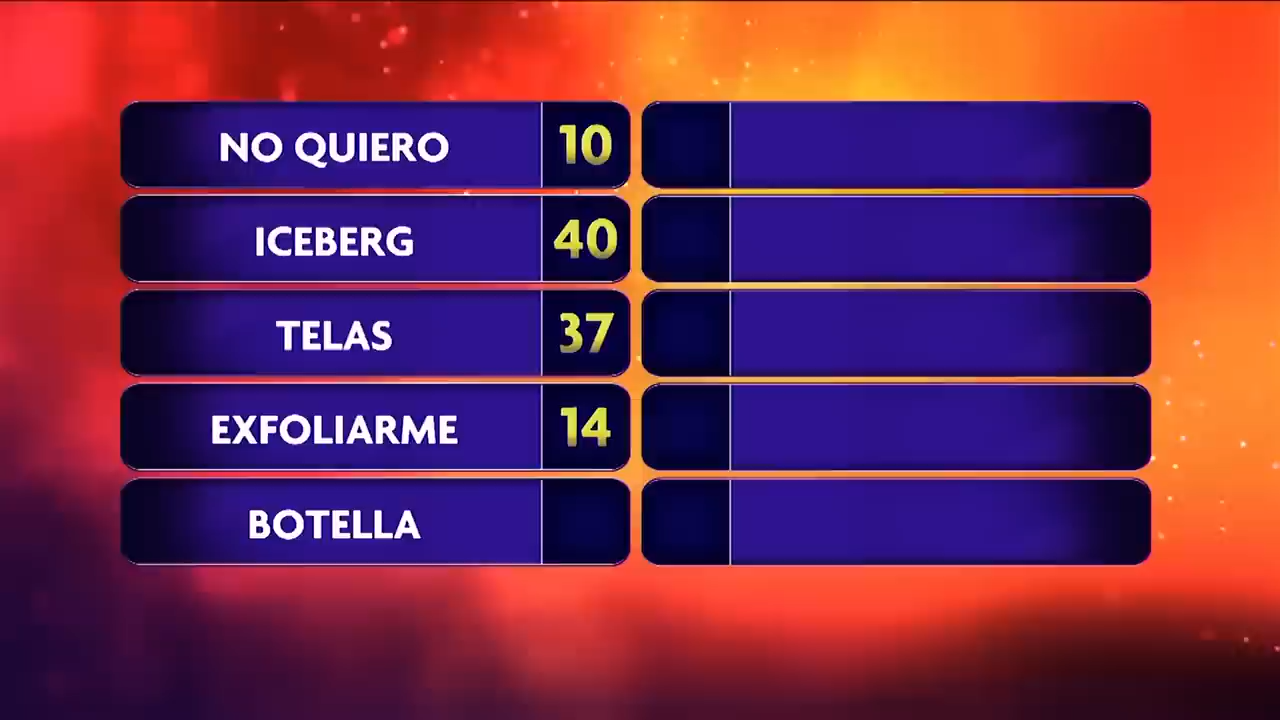 NO QUIERO 10
ICEBERG 40
TELAS 37
EXFOLIARME 14
BOTELLA